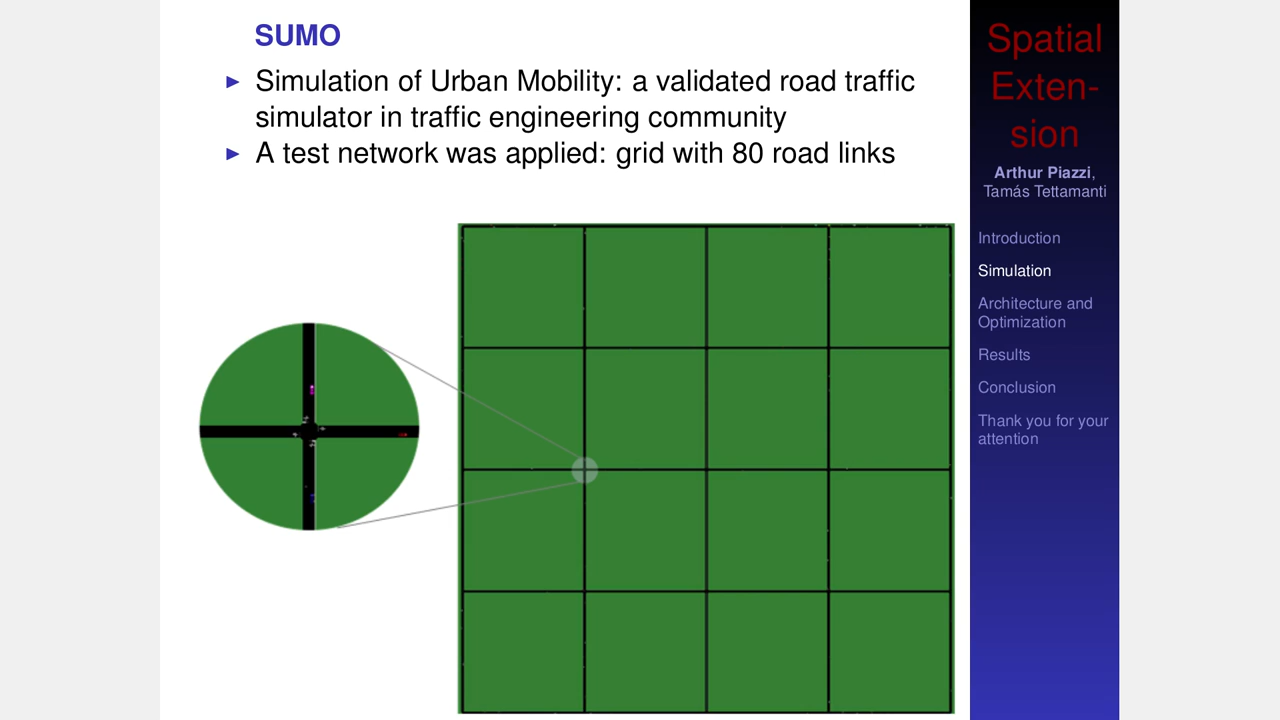 SUMO
► Simulation of Urban Mobility: a validated road traffic
simulator in traffic engineering community
► A test network was applied: grid with 80 road links
Spatial
Exten-
sion
Arthur Piazzi,
Tamás Tettamanti
Introduction
Simulation
Architecture and
Optimization
Results
Conclusion
Thank you for your
attention